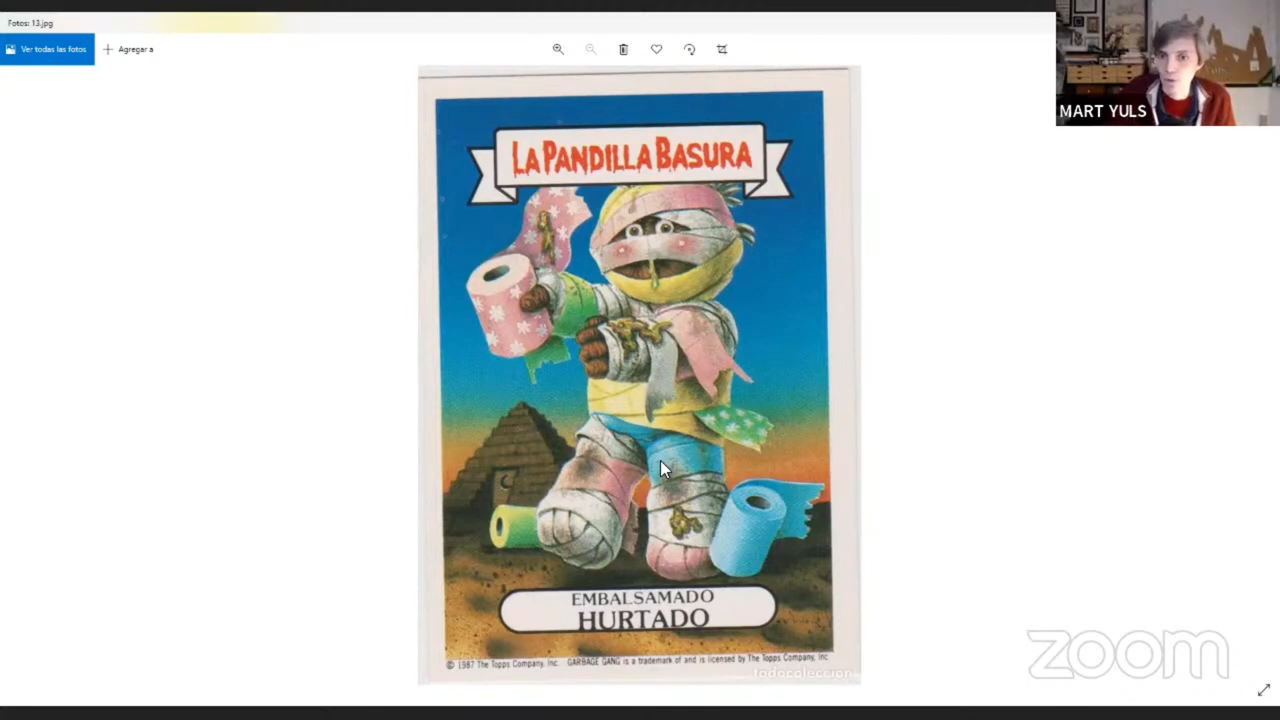 Fotos: 13.jpg
Ver todas las fotos
Agregar a
MART YULS
LA PANDILLA BASURA
EMBALSAMADO
HURTADO
© 1987 The Topps Company, Inc. GARBAGE GANG is a trademark of and is licensed by The Topps Company, Inc
todocoleccion
zoom